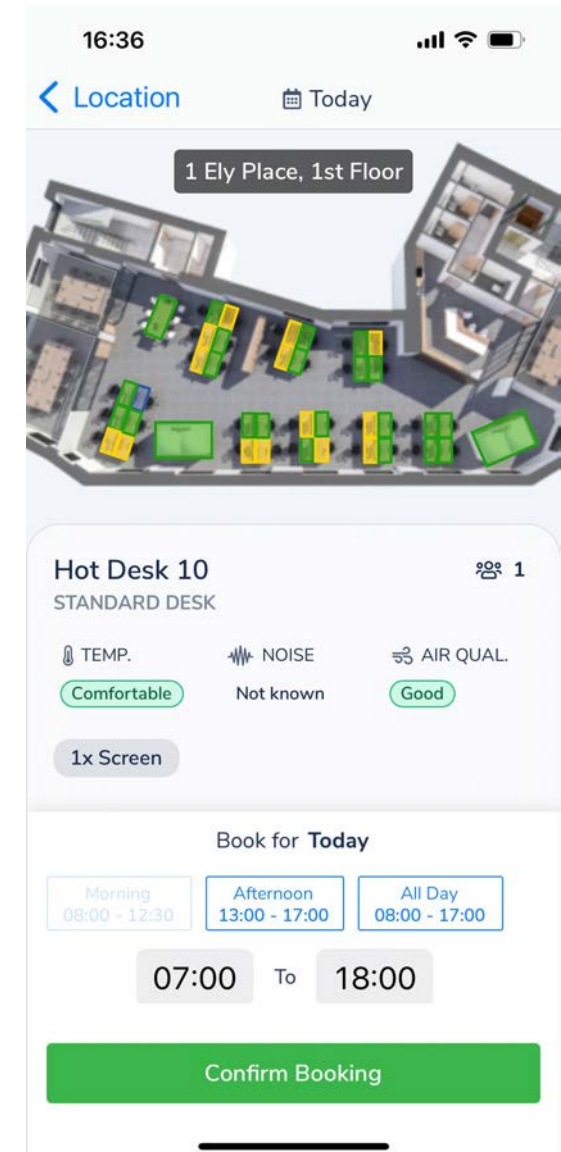 16:36
Location
Today
1 Ely Place, 1st Floor
Hot Desk 10
1
STANDARD DESK
TEMP.
NOISE
AIR QUAL.
Comfortable
Not known
Good
1x Screen
Book for Today
Morning
08:00 - 12:30
Afternoon
13:00 - 17:00
All Day
08:00 - 17:00
07:00 To 18:00
Confirm Booking